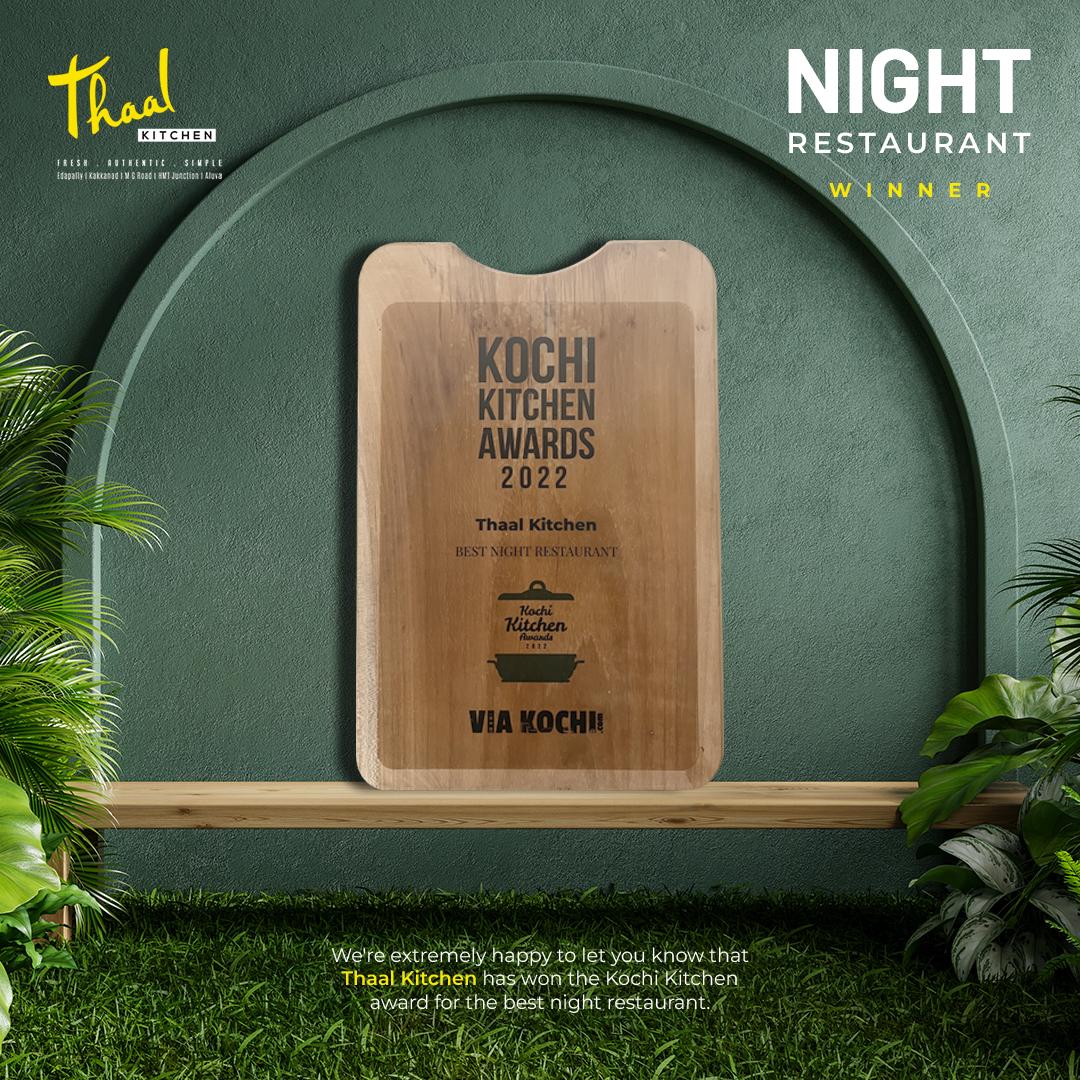 Thaal
KITCHEN
FRESH . AUTHENTIC . SIMPLE
Edapally | Kakkanad | M G Road | HMT Junction | Aluva
NIGHT
RESTAURANT
WINNER
KOCHI
KITCHEN
AWARDS
2022
Thaal Kitchen
BEST NIGHT RESTAURANT
Kochi
Kitchen
Awards
2022
VIA KOCHI.com
We're extremely happy to let you know that
Thaal Kitchen has won the Kochi Kitchen
award for the best night restaurant.